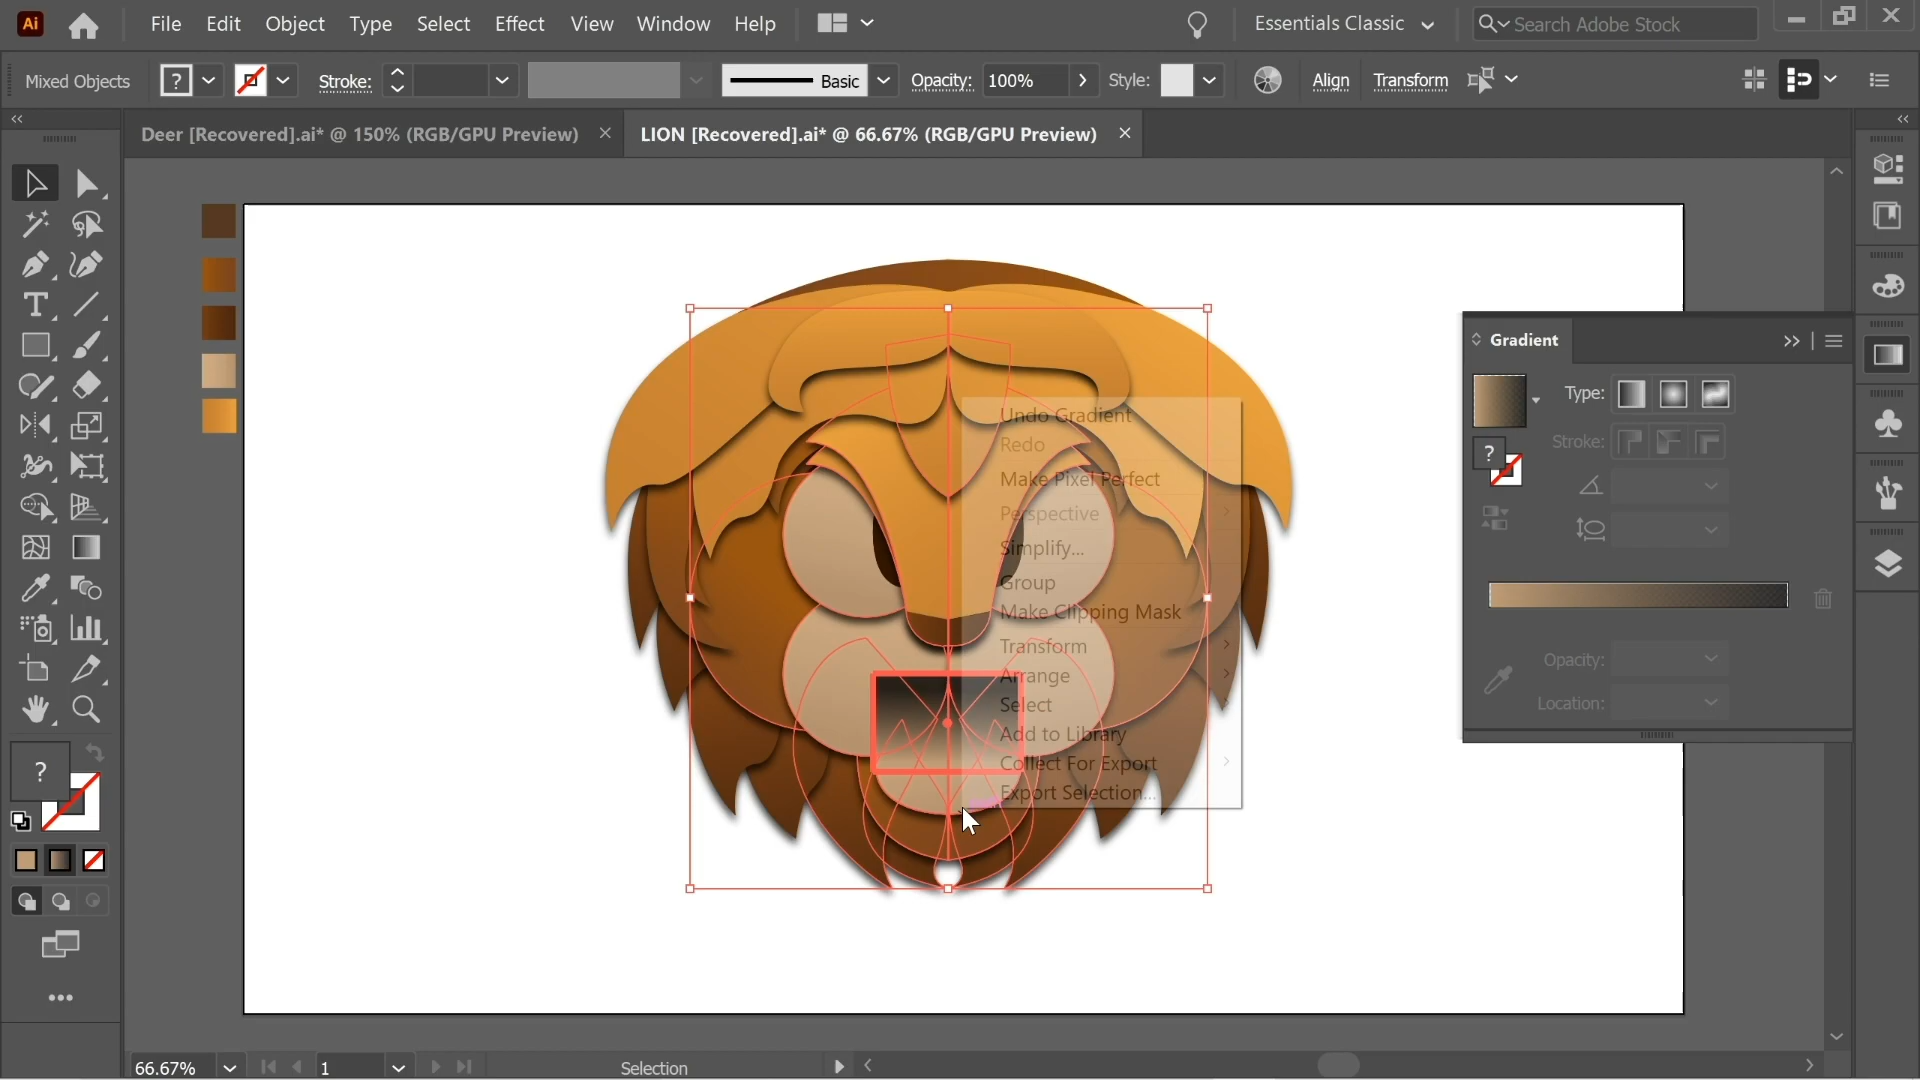 Ai
File Edit Object Type Select Effect View Window Help
Essentials Classic
Search Adobe Stock
Mixed Objects
?
Stroke:
Basic
Opacity: 100%
Style:
Align
Transform
Deer [Recovered].ai* @ 150% (RGB/GPU Preview)
LION [Recovered].ai* @ 66.67% (RGB/GPU Preview)
Gradient
Type:
Stroke:
?
Opacity:
Location:
Undo Gradient
Redo
Make Pixel Perfect
Perspective
Simplify...
Group
Make Clipping Mask
Transform
Arrange
Select
Add to Library
Collect For Export
Export Selection...
?
66.67%
1
Selection